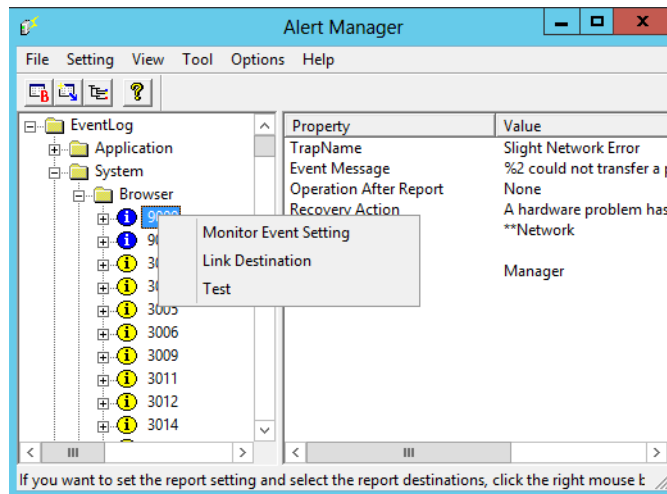 Alert Manager
File Setting View Tool Options Help
EventLog
Application
System
Browser
3005
3006
3009
3011
3012
3014
Monitor Event Setting
Link Destination
Test
Property Value
TrapName Slight Network Error
Event Message %2 could not transfer a
Operation After Report None
Recovery Action A hardware problem has
**Network
Manager
If you want to set the report setting and select the report destinations, click the right mouse